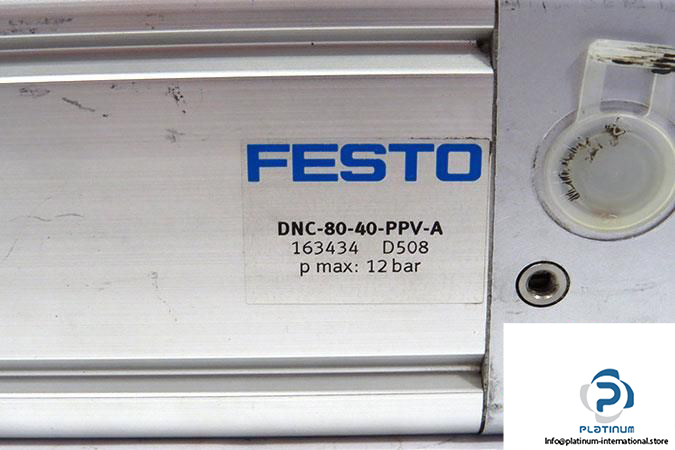 FESTO
DNC-80-40-PPV-A
163434 D508
p max: 12 bar
PLATINUM
Info@platinum-international.store